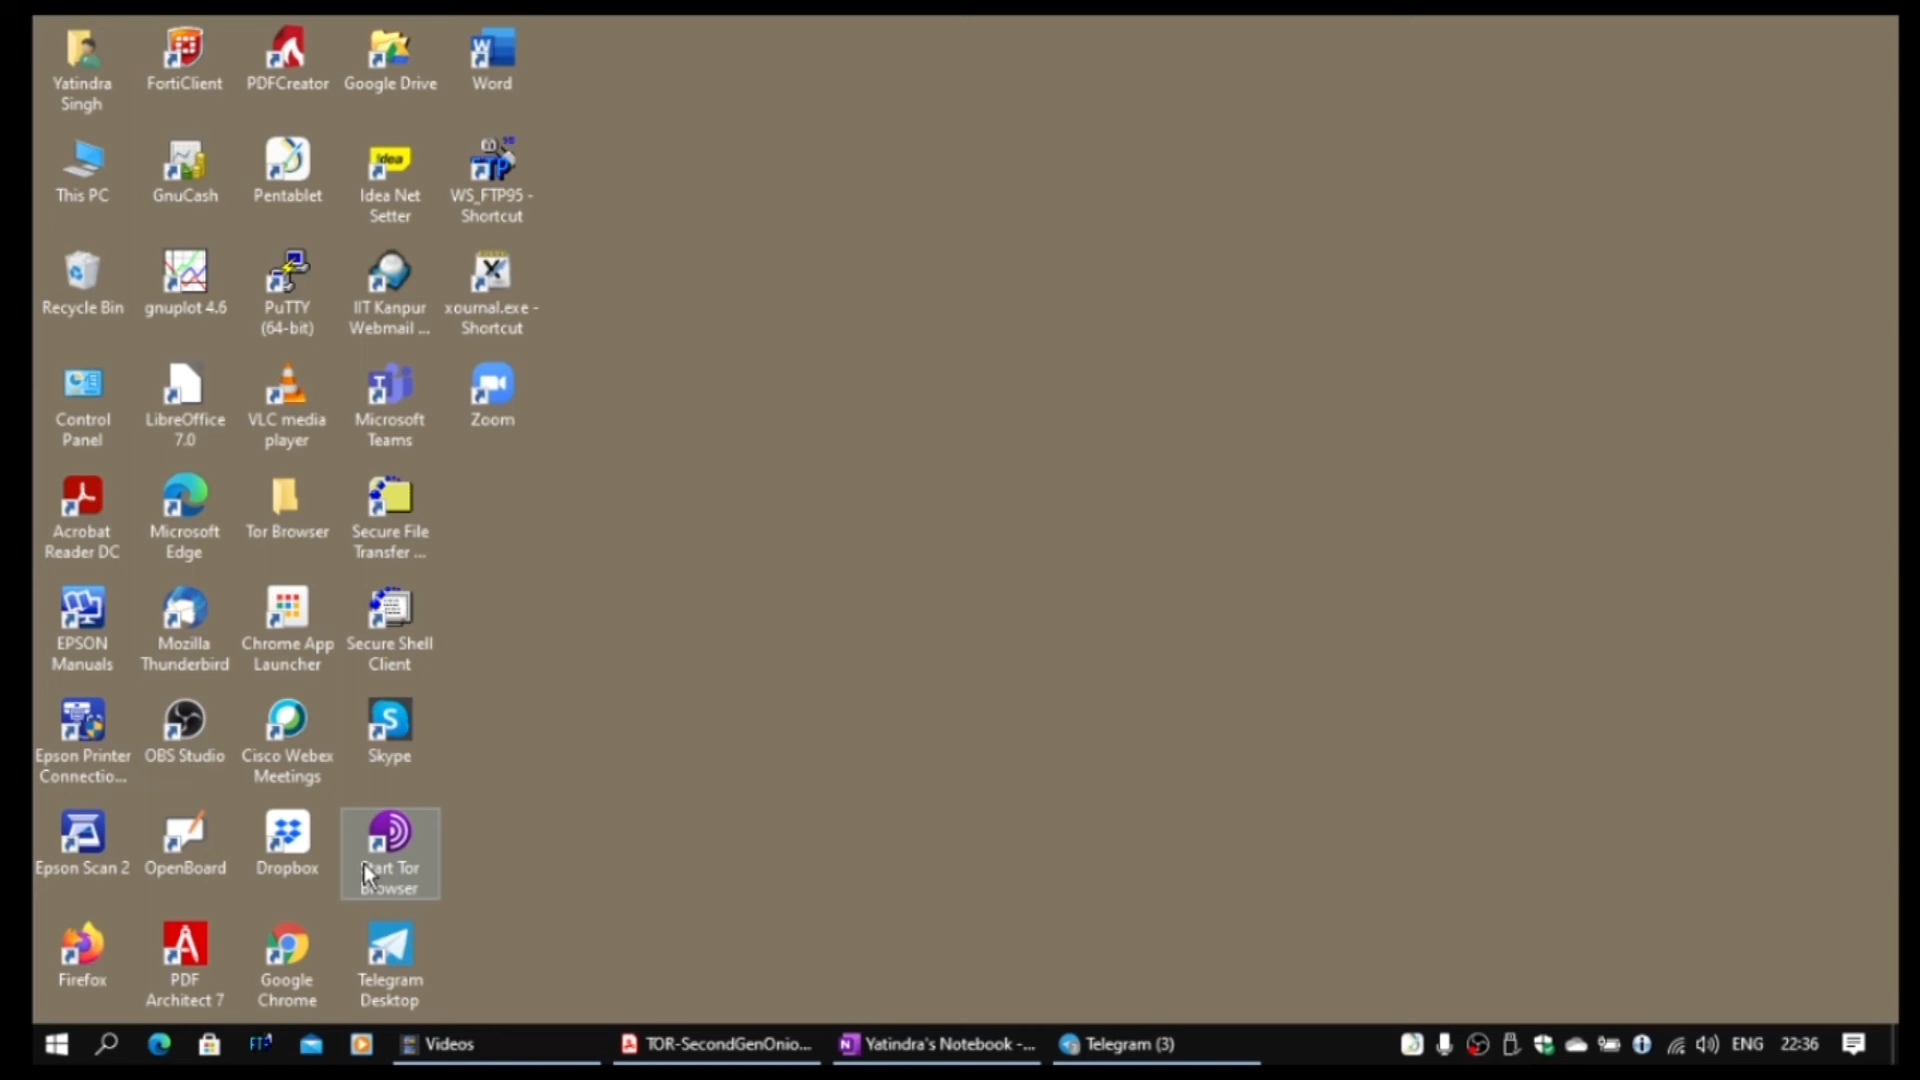 Yatindra
Singh
FortiClient
PDFCreator
Google Drive
Word
This PC
GnuCash
Pentablet
Idea
Idea Net
Setter
FTP
WS_FTP95 -
Shortcut
Recycle Bin
gnuplot 4.6
PuTTY
(64-bit)
IIT Kanpur
Webmail ...
xournal.exe -
Shortcut
Control
Panel
LibreOffice
7.0
VLC media
player
Microsoft
Teams
Zoom
Acrobat
Reader DC
Microsoft
Edge
Tor Browser
Secure File
Transfer ...
EPSON
Manuals
Mozilla
Thunderbird
Chrome App
Launcher
Secure Shell
Client
Epson Printer
Connectio...
OBS Studio
Cisco Webex
Meetings
Skype
Epson Scan 2
OpenBoard
Dropbox
Start Tor
Browser
Firefox
PDF
Architect 7
Google
Chrome
Telegram
Desktop
Videos
TOR-SecondGenOnio...
Yatindra's Notebook -...
Telegram (3)
ENG
22:36